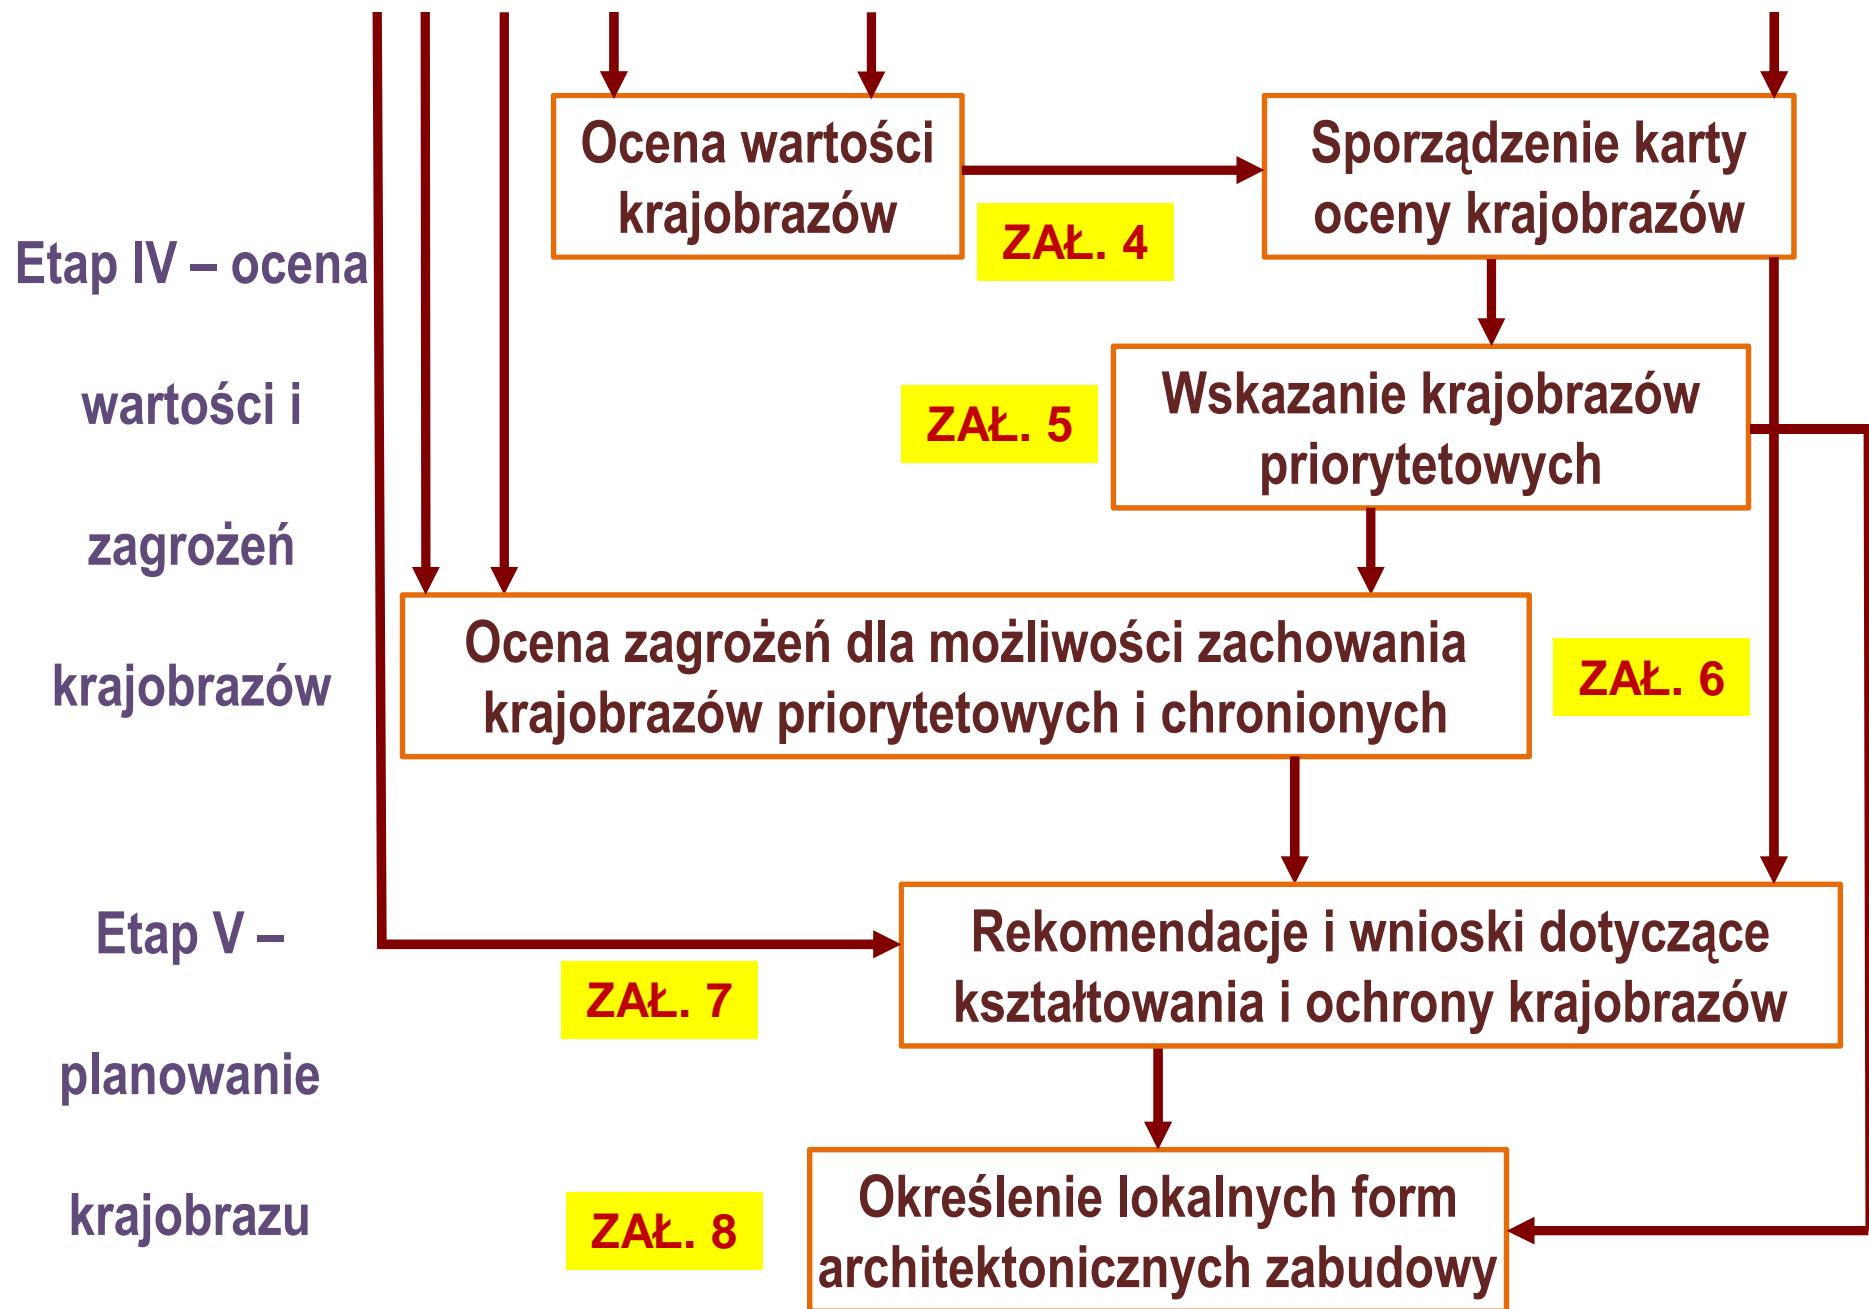 Ocena wartości
krajobrazów
Sporządzenie karty
oceny krajobrazów
ZAŁ. 4
Etap IV – ocena
wartości i
zagrożeń
krajobrazów
Wskazanie krajobrazów
priorytetowych
ZAŁ. 5
Ocena zagrożeń dla możliwości zachowania
krajobrazów priorytetowych i chronionych
ZAŁ. 6
Etap V –
planowanie
krajobrazu
Rekomendacje i wnioski dotyczące
kształtowania i ochrony krajobrazów
ZAŁ. 7
Określenie lokalnych form
architektonicznych zabudowy
ZAŁ. 8